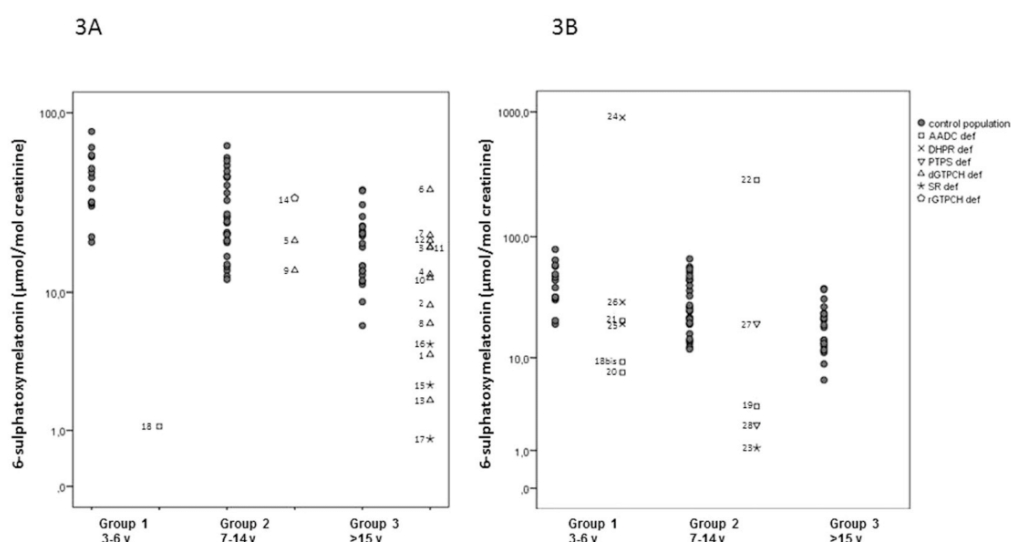 3A
3B
6-sulphatoxymelatonin (µmol/mol creatinine)
100,0
10,0
1,0
,0
18
14
5
9
6
7
12
3
11
4
10
2
8
16
1
15
13
17
Group 1
3-6 y
Group 2
7-14 y
Group 3
>15 y
6-sulphatoxymelatonin (µmol/mol creatinine)
1000,0
100,0
10,0
1,0
,0
24
26
21
25
18bis
20
22
27
19
28
23
Group 1
3-6 y
Group 2
7-14 y
Group 3
>15 y
control population
AADC def
DHPR def
PTPS def
dGTPCH def
SR def
rGTPCH def